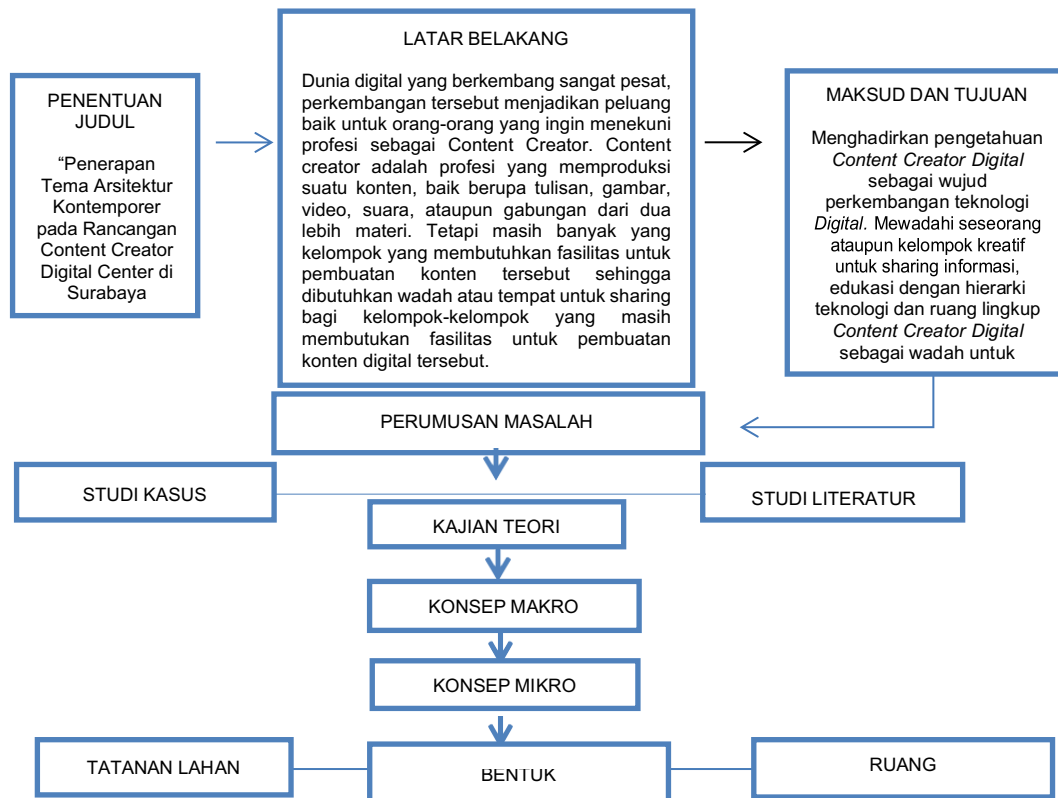 PENENTUAN
JUDUL
“Penerapan
Tema Arsitektur
Kontemporer
pada Rancangan
Content Creator
Digital Center di
Surabaya
LATAR BELAKANG
Dunia digital yang berkembang sangat pesat,
perkembangan tersebut menjadikan peluang
baik untuk orang-orang yang ingin menekuni
profesi sebagai Content Creator. Content
creator adalah profesi yang memproduksi
suatu konten, baik berupa tulisan, gambar,
video, suara, ataupun gabungan dari dua
lebih materi. Tetapi masih banyak yang
kelompok yang membutuhkan fasilitas untuk
pembuatan konten tersebut sehingga
dibutuhkan wadah atau tempat untuk sharing
bagi kelompok-kelompok yang masih
membutukan fasilitas untuk pembuatan
konten digital tersebut.
MAKSUD DAN TUJUAN
Menghadirkan pengetahuan
Content Creator Digital
sebagai wujud
perkembangan teknologi
Digital. Mewadahi seseorang
ataupun kelompok kreatif
untuk sharing informasi,
edukasi dengan hierarki
teknologi dan ruang lingkup
Content Creator Digital
sebagai wadah untuk
PERUMUSAN MASALAH
STUDI KASUS
STUDI LITERATUR
KAJIAN TEORI
KONSEP MAKRO
KONSEP MIKRO
TATANAN LAHAN
BENTUK
RUANG